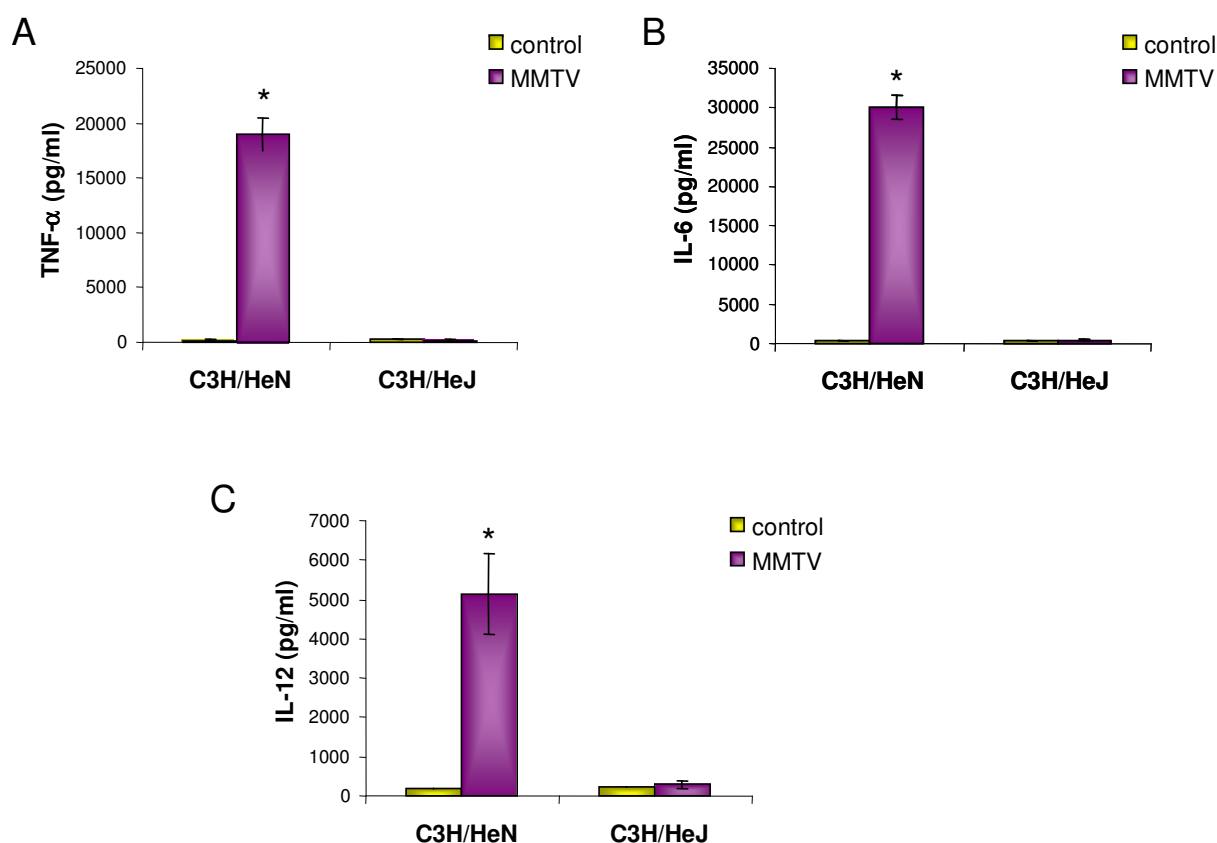 A
control
MMTV
TNF-α (pg/ml)
25000
*
20000
15000
10000
5000
0
C3H/HeN C3H/HeJ
B
control
MMTV
IL-6 (pg/ml)
35000
*
30000
25000
20000
15000
10000
5000
0
C3H/HeN C3H/HeJ
C
control
MMTV
IL-12 (pg/ml)
7000
*
6000
5000
4000
3000
2000
1000
0
C3H/HeN C3H/HeJ